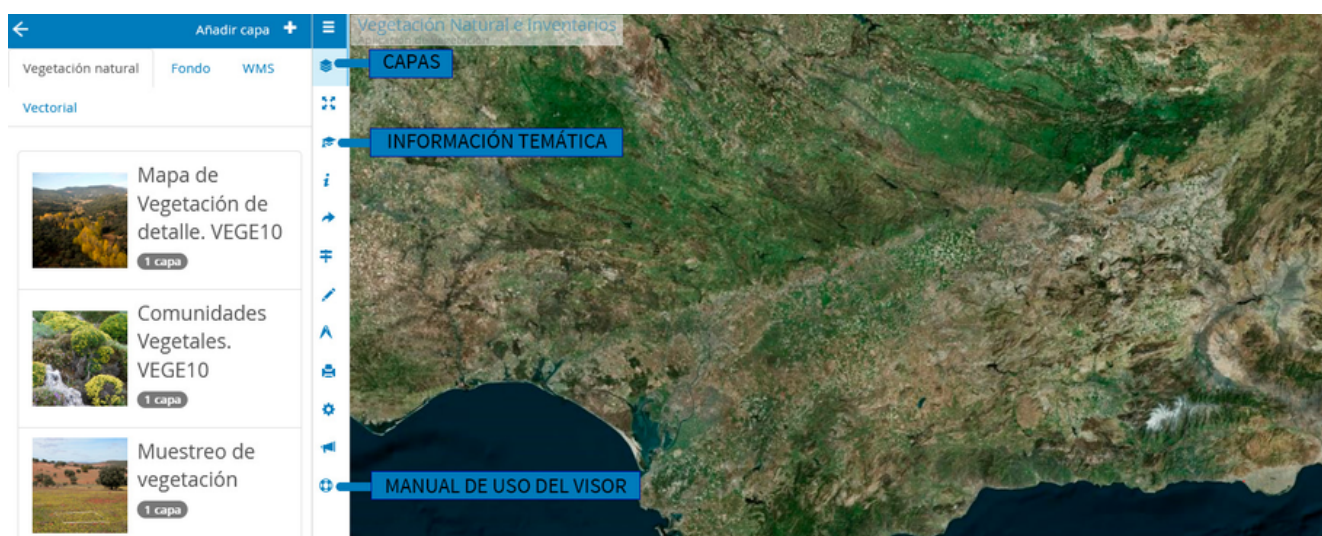 Añadir capa
Vegetación natural
Fondo
WMS
Vectorial
Mapa de
Vegetación de
detalle. VEGE10
1 capa
Comunidades
Vegetales.
VEGE10
1 capa
Muestreo de
vegetación
1 capa
Vegetación Natural e Inventarios
CAPAS
INFORMACIÓN TEMÁTICA
MANUAL DE USO DEL VISOR